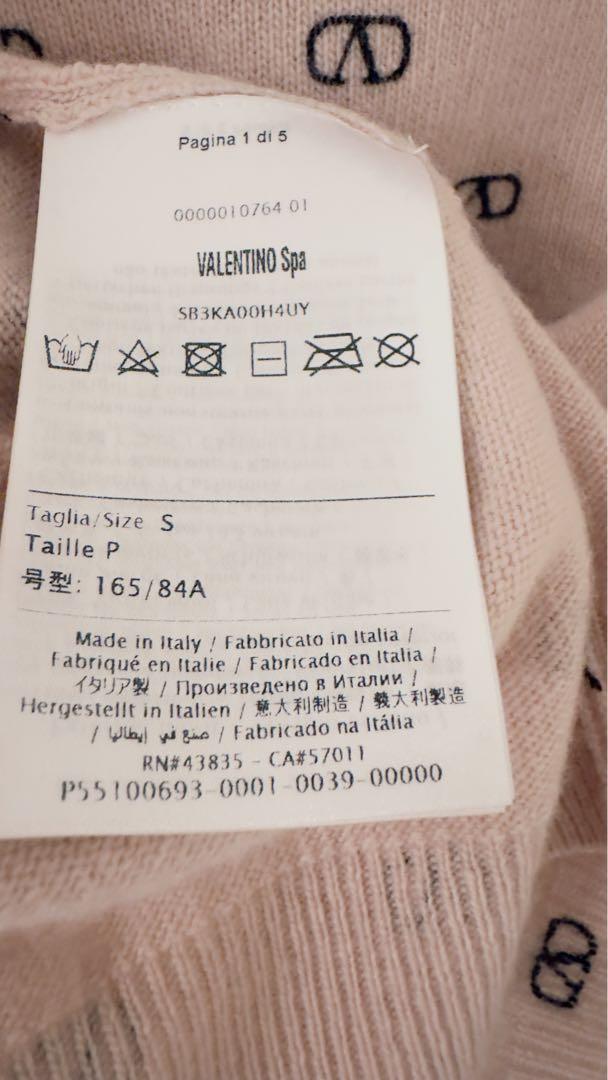 Pagina 1 di 5
0000010764 01
VALENTINO Spa
SB3KA00H4UY
Taglia/Size S
Taille P
号型: 165/84A
Made in Italy / Fabbricato in Italia /
Fabriqué en Italie / Fabricado en Italia /
イタリア製 / Произведено в Италии /
Hergestellt in Italien / 意大利制造 / 義大利製造
/ صنع في إيطاليا / Fabricado na Itália
RN#43835 - CA#57011
P55100693-0001-0039-00000